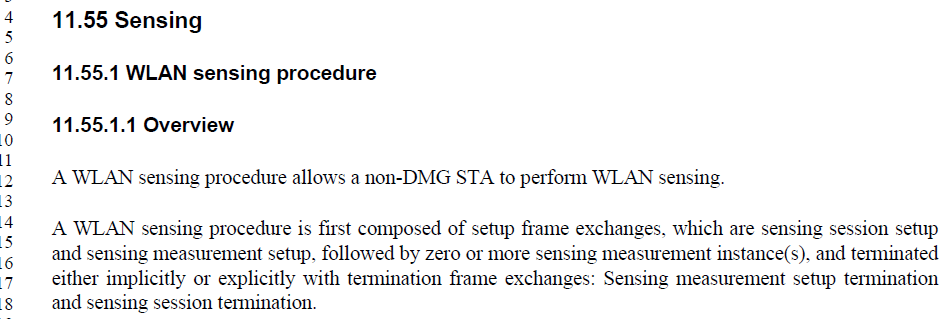 4
11.55 Sensing
5
6
7
11.55.1 WLAN sensing procedure
8
9
11.55.1.1 Overview
10
11
12
A WLAN sensing procedure allows a non-DMG STA to perform WLAN sensing.
13
14
A WLAN sensing procedure is first composed of setup frame exchanges, which are sensing session setup
15
and sensing measurement setup, followed by zero or more sensing measurement instance(s), and terminated
16
either implicitly or explicitly with termination frame exchanges: Sensing measurement setup termination
17
18
and sensing session termination.